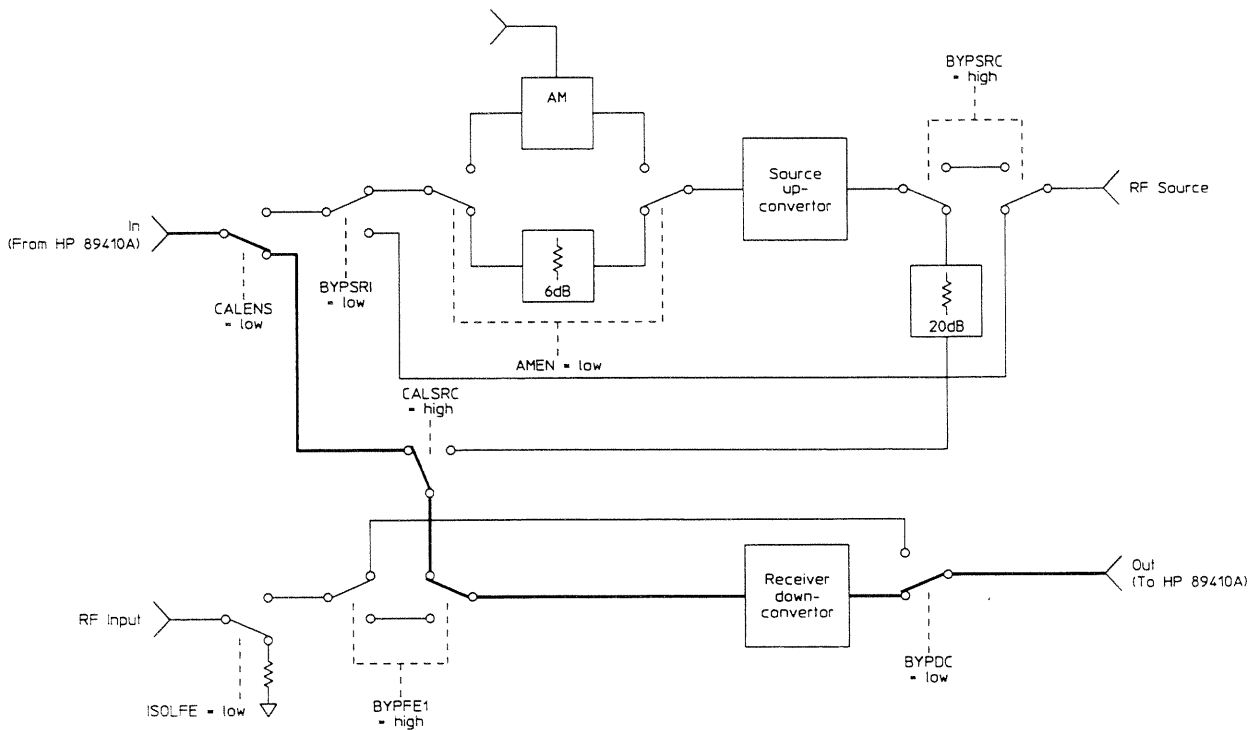 BYPSRC
= high
AM
Source
up-
convertor
RF Source
In
(From HP 89410A)
6dB
BYPSRI
= low
CALENS
= low
20dB
AMEN = low
CALSRC
= high
Receiver
down-
convertor
Out
(To HP 89410A)
RF Input
BYPDC
= low
ISOLFE = low
BYPFE1
= high